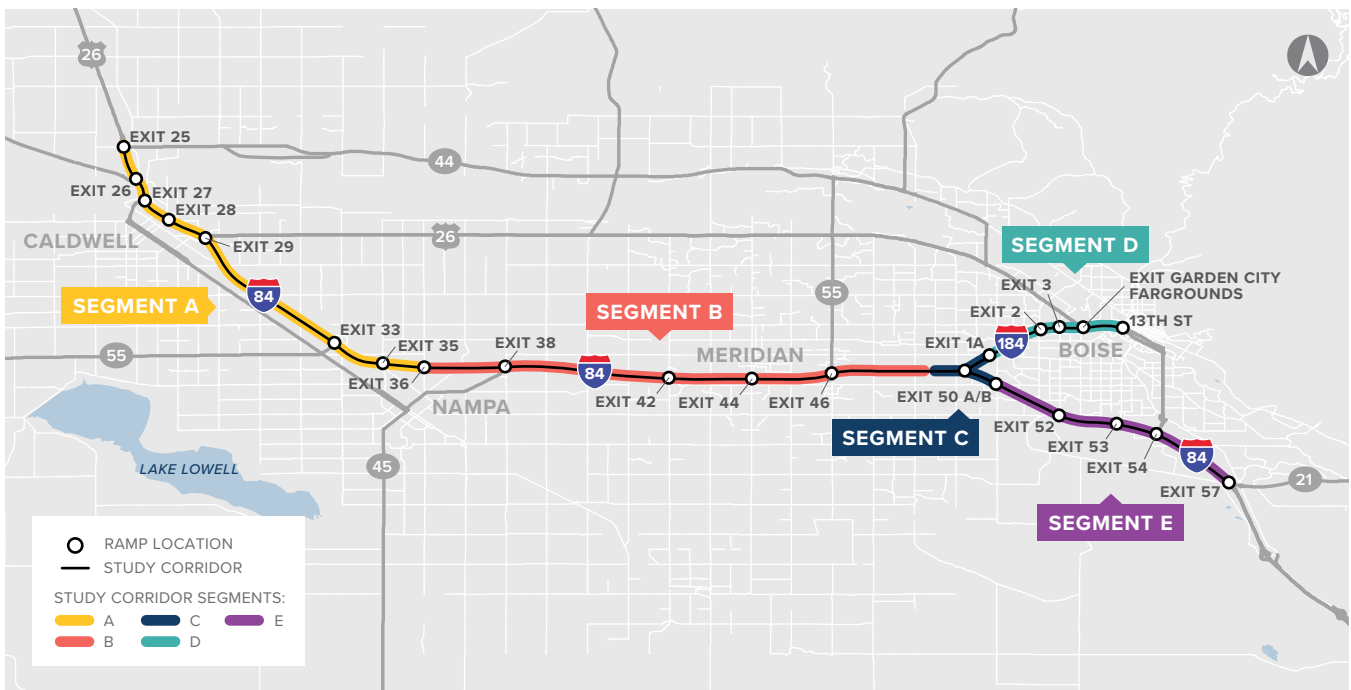 26
EXIT 25
44
EXIT 26
EXIT 27
EXIT 28
CALDWELL
EXIT 29
26
SEGMENT D
SEGMENT A
84
55
SEGMENT B
EXIT 3
EXIT GARDEN CITY
FARGROUNDS
EXIT 2
13TH ST
55
EXIT 33
EXIT 35
EXIT 36
EXIT 38
84
MERIDIAN
EXIT 1A
184
BOISE
NAMPA
EXIT 42
EXIT 44
EXIT 46
EXIT 50 A/B
SEGMENT C
EXIT 52
EXIT 53
EXIT 54
84
EXIT 57
21
LAKE LOWELL
45
SEGMENT E
RAMP LOCATION
STUDY CORRIDOR
STUDY CORRIDOR SEGMENTS:
A
C
E
B
D